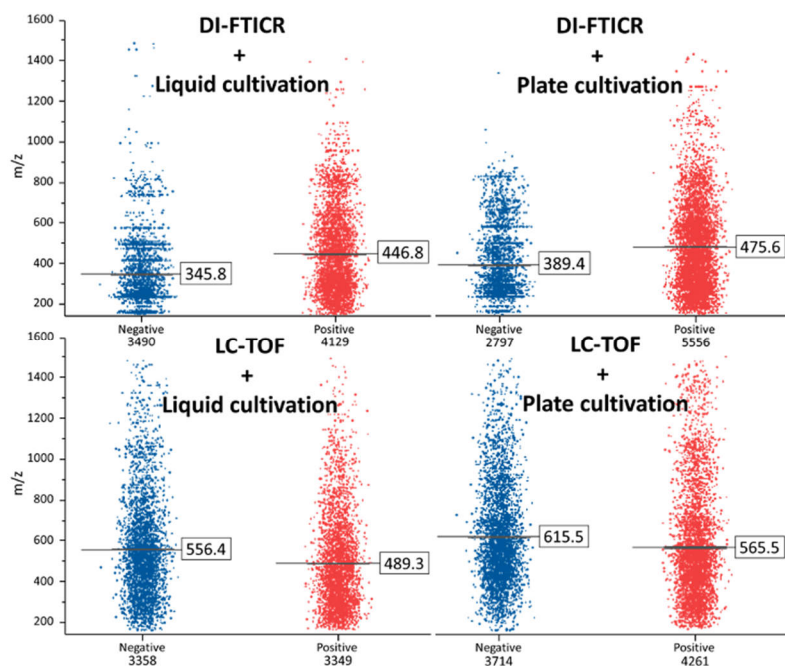 DI-FTICR
+
Liquid cultivation
DI-FTICR
+
Plate cultivation
1600
1400
1200
1000
800
600
400
200
m/z
345.8
446.8
389.4
475.6
Negative
3490
Positive
4129
Negative
2797
Positive
5556
LC-TOF
+
Liquid cultivation
LC-TOF
+
Plate cultivation
1600
1400
1200
1000
800
600
400
200
m/z
556.4
489.3
615.5
565.5
Negative
3358
Positive
3349
Negative
3714
Positive
4261